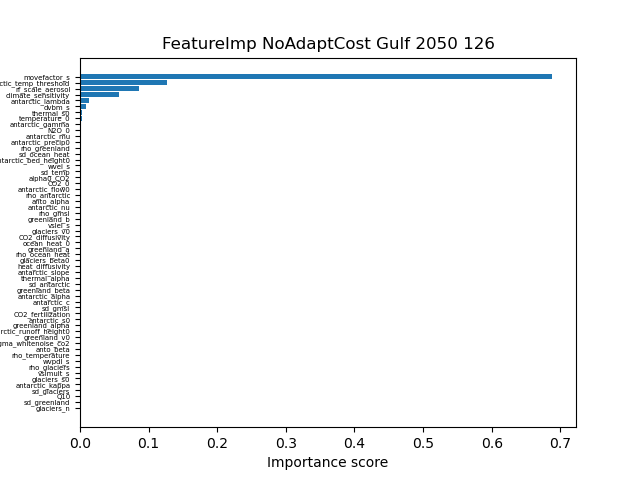 FeatureImp NoAdaptCost Gulf 2050 126
movefactor_s
ctic_temp_threshold
rf_scale_aerosol
climate_sensitivity
antarctic_lambda
dvbm_s
thermal_s0
temperature_0
antarctic_gamma
N2O_0
antarctic_mu
antarctic_precip0
rho_greenland
sd_ocean_heat
ntarctic_bed_height0
wvel_s
sd_temp
alpha0_CO2
CO2_0
antarctic_flow0
rho_antarctic
anto_alpha
antarctic_nu
rho_gmsl
greenland_b
vslel_s
glaciers_v0
CO2_diffusivity
ocean_heat_0
greenland_a
rho_ocean_heat
glaciers_beta0
heat_diffusivity
antarctic_slope
thermal_alpha
sd_antarctic
greenland_beta
antarctic_alpha
antarctic_c
sd_gmsl
CO2_fertilization
antarctic_s0
greenland_alpha
rctic_runoff_height0
greenland_v0
gma_whitenoise_co2
anto_beta
rho_temperature
wvpdl_s
rho_glaciers
vslmult_s
glaciers_s0
antarctic_kappa
sd_glaciers
Q10
sd_greenland
glaciers_n
0.0 0.1 0.2 0.3 0.4 0.5 0.6 0.7
Importance score